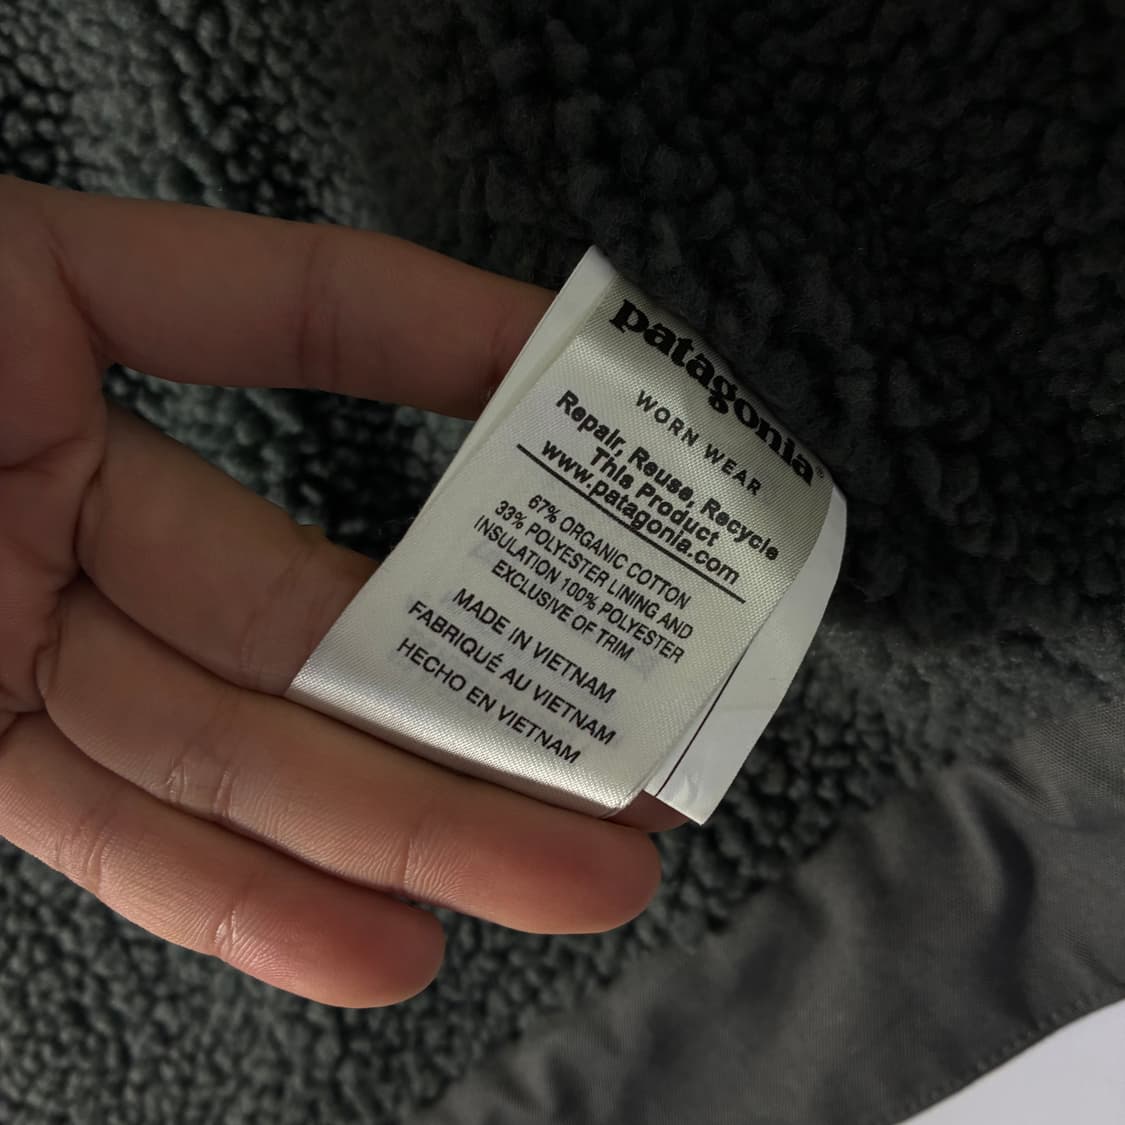 patagonia®
WORN WEAR
Repair, Reuse, Recycle
This Product
www.patagonia.com
67% ORGANIC COTTON
33% POLYESTER LINING AND
INSULATION 100% POLYESTER
EXCLUSIVE OF TRIM
MADE IN VIETNAM
FABRIQUÉ AU VIETNAM
HECHO EN VIETNAM